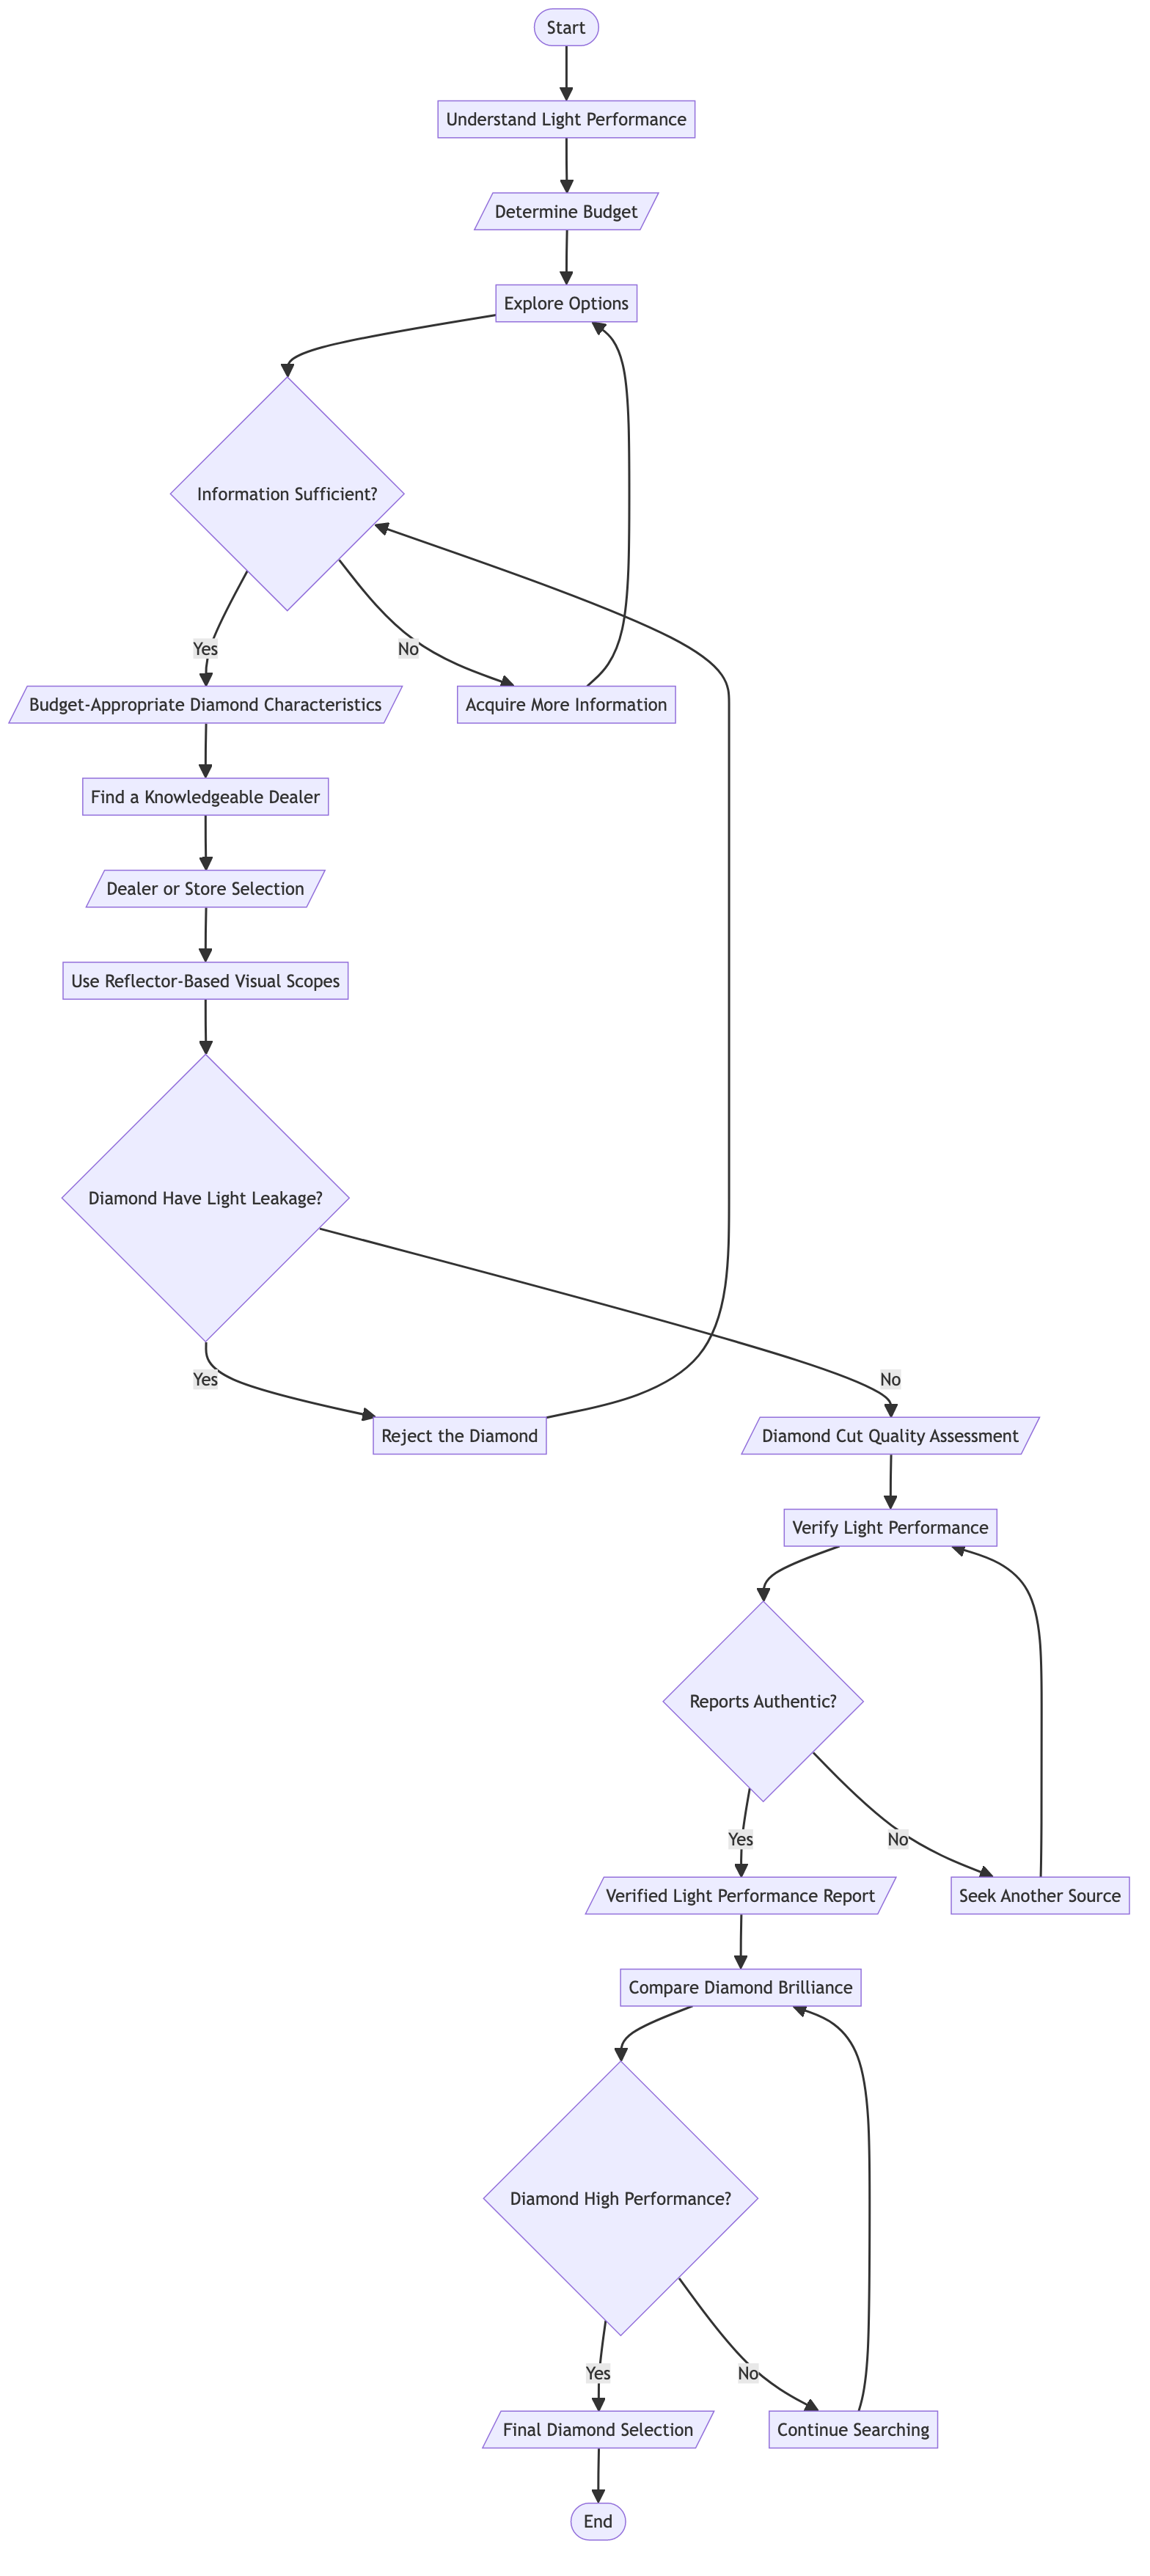 Start
Understand Light Performance
Determine Budget
Explore Options
Information Sufficient?
Yes
No
Budget-Appropriate Diamond Characteristics
Acquire More Information
Find a Knowledgeable Dealer
Dealer or Store Selection
Use Reflector-Based Visual Scopes
Diamond Have Light Leakage?
Yes
No
Reject the Diamond
Diamond Cut Quality Assessment
Verify Light Performance
Reports Authentic?
Yes
No
Verified Light Performance Report
Seek Another Source
Compare Diamond Brilliance
Diamond High Performance?
Yes
No
Final Diamond Selection
Continue Searching
End